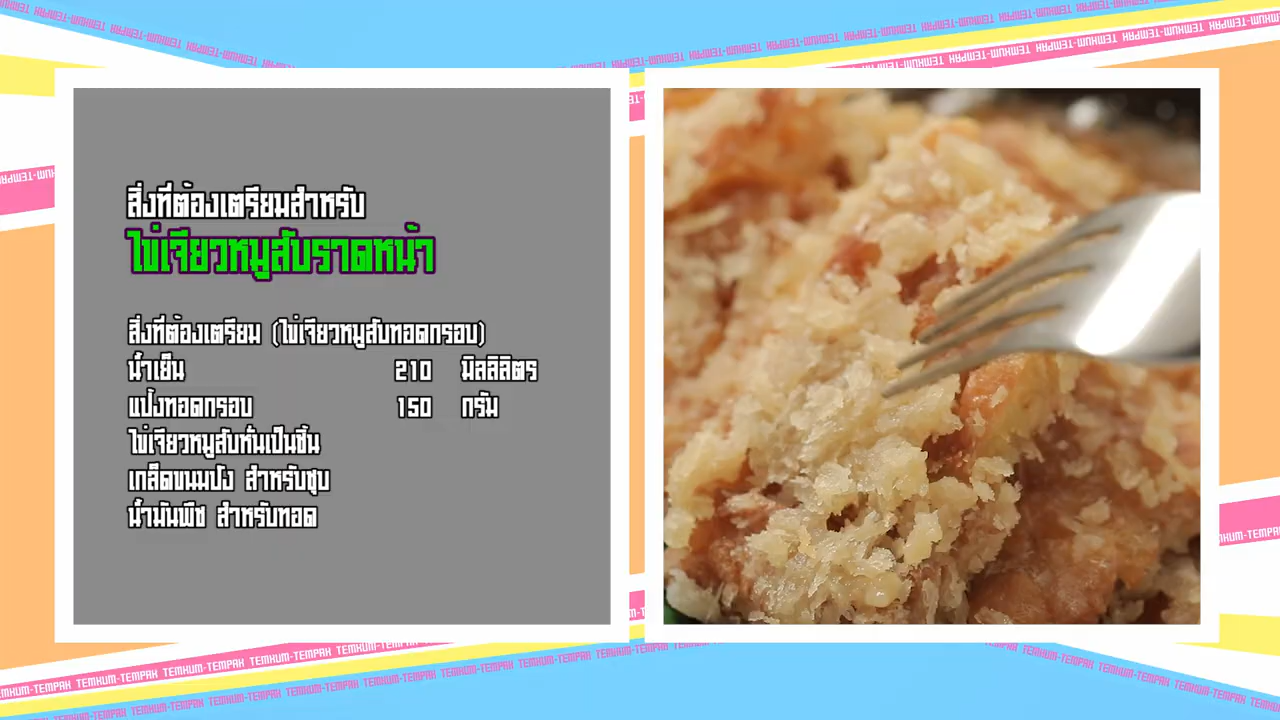 สิ่งที่ต้องเตรียมสำหรับ
ไข่เจียวหมูสับราดหน้า
สิ่งที่ต้องเตรียม (ไข่เจียวหมูสับทอดกรอบ)
น้ำเย็น 210 มิลลิลิตร
แป้งทอดกรอบ 150 กรัม
ไข่เจียวหมูสับหั่นเป็นชิ้น
เกล็ดขนมปัง สำหรับชุบ
น้ำมันพืช สำหรับทอด
TEMKUM-TEMPAK TEMKUM-TEMPAK TEMKUM-TEMPAK